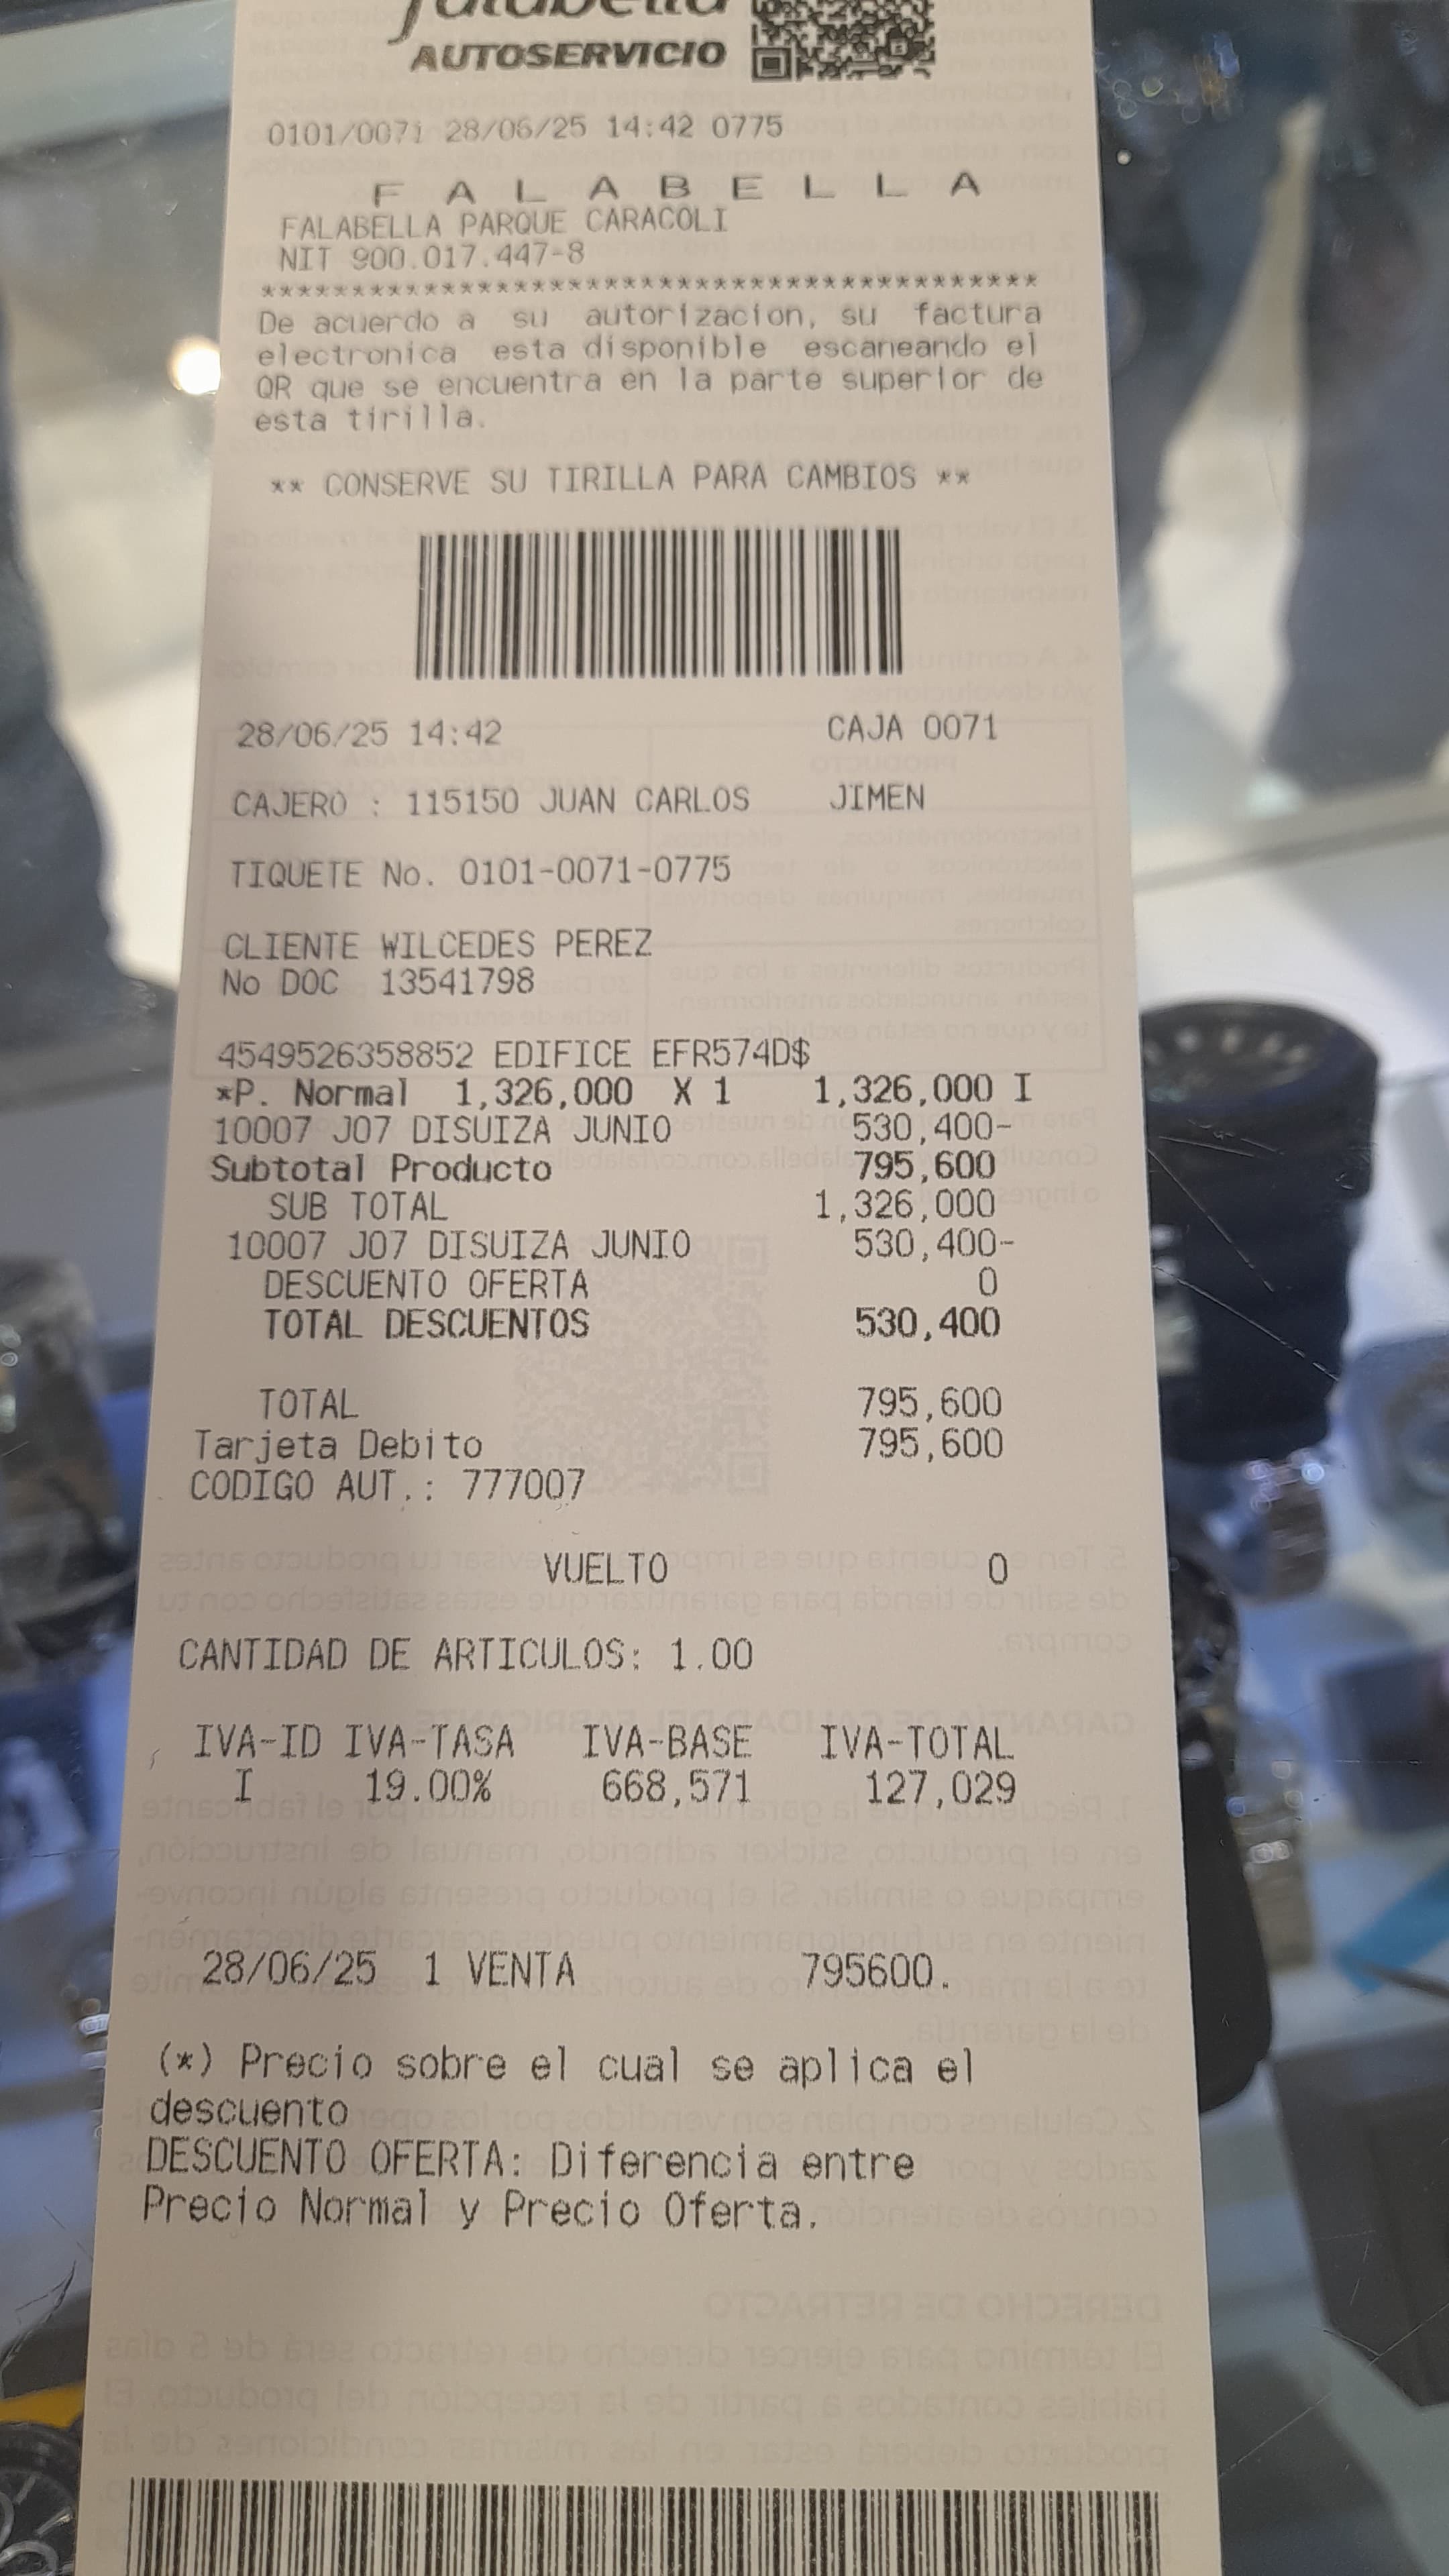 falabella
AUTOSERVICIO
0101/0071 28/06/25 14:42 0775
F A L A B E L L A
FALABELLA PARQUE CARACOLI
NIT 900.017.447-8
*******************************************
De acuerdo a su autorizacion, su factura
electronica esta disponible escaneando el
QR que se encuentra en la parte superior de
esta tirilla.
** CONSERVE SU TIRILLA PARA CAMBIOS **
28/06/25 14:42 CAJA 0071
CAJERO : 115150 JUAN CARLOS JIMEN
TIQUETE No. 0101-0071-0775
CLIENTE WILCEDES PEREZ
No DOC 13541798
4549526358852 EDIFICE EFR574D$
*P. Normal 1,326,000 X 1 1,326,000 I
10007 J07 DISUIZA JUNIO 530,400-
Subtotal Producto 795,600
SUB TOTAL 1,326,000
10007 J07 DISUIZA JUNIO 530,400-
DESCUENTO OFERTA 0
TOTAL DESCUENTOS 530,400
TOTAL 795,600
Tarjeta Debito 795,600
CODIGO AUT.: 777007
VUELTO 0
CANTIDAD DE ARTICULOS: 1.00
IVA-ID IVA-TASA IVA-BASE IVA-TOTAL
I 19.00% 668,571 127,029
28/06/25 1 VENTA 795600.
(*) Precio sobre el cual se aplica el
descuento
DESCUENTO OFERTA: Diferencia entre
Precio Normal y Precio Oferta.